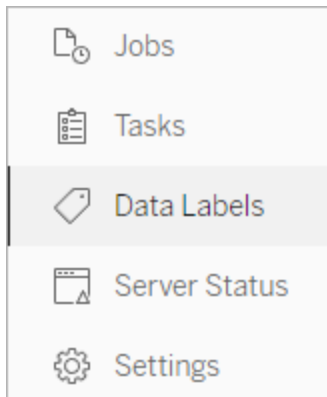 Jobs
Tasks
Data Labels
Server Status
Settings